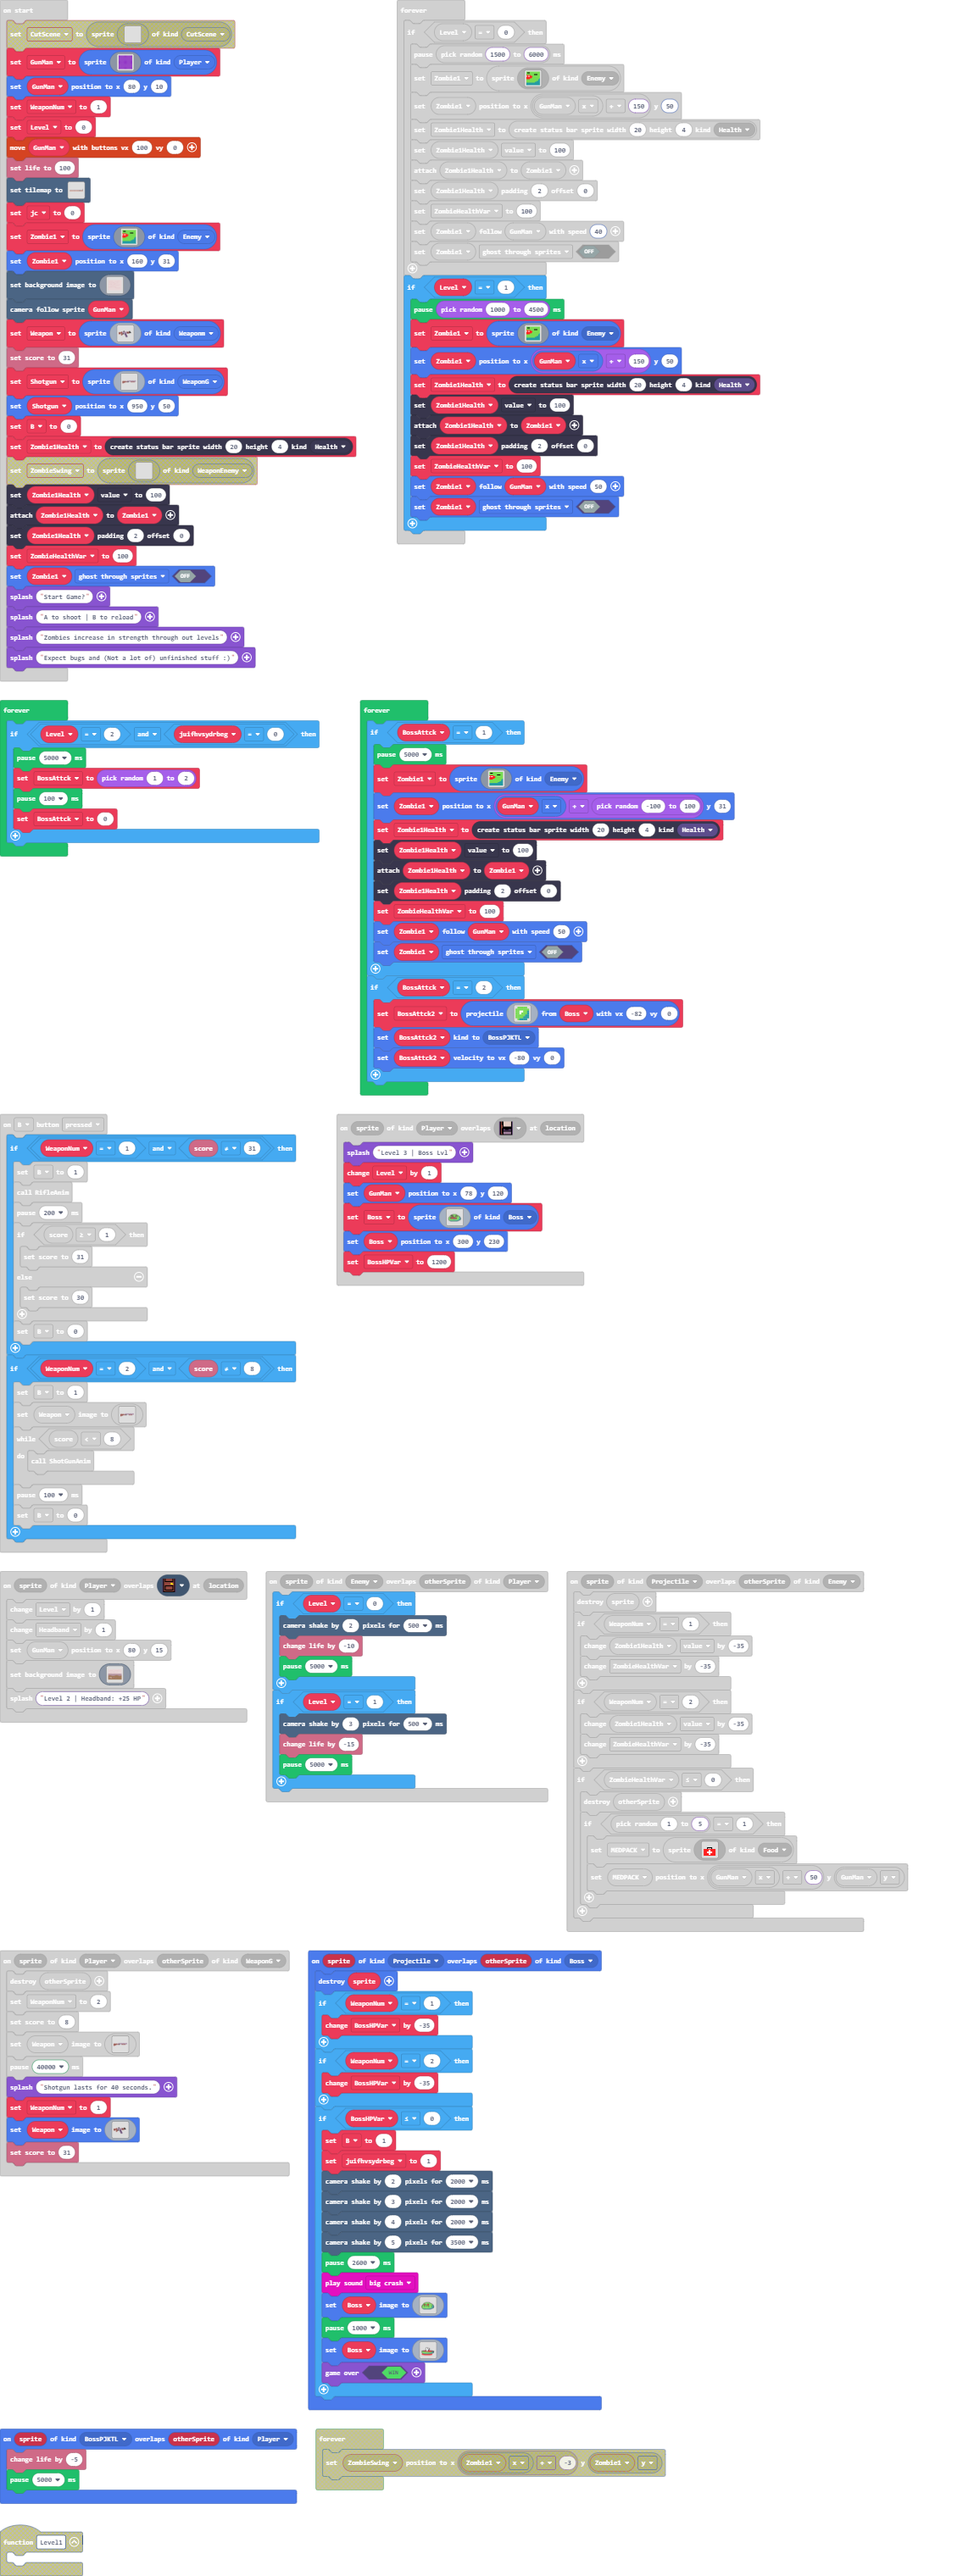 on start
set CutScene to sprite of kind CutScene
set GunMan to sprite of kind Player
set GunMan position to x 80 y 10
set WeaponNum to 1
set Level to 0
move GunMan with buttons vx 100 vy 0
set life to 100
set tilemap to
set jc to 0
set Zombie1 to sprite of kind Enemy
set Zombie1 position to x 160 y 31
set background image to
camera follow sprite GunMan
set Weapon to sprite of kind Weaponm
set score to 31
set Shotgun to sprite of kind WeaponG
set Shotgun position to x 950 y 50
set B to 0
set Zombie1Health to create status bar sprite width 20 height 4 kind Health
set ZombieSwing to sprite of kind WeaponEnemy
set Zombie1Health value to 100
attach Zombie1Health to Zombie1
set Zombie1Health padding 2 offset 0
set ZombieHealthVar to 100
set Zombie1 ghost through sprites OFF
splash "Start Game?"
splash "A to shoot | B to reload"
splash "Zombies increase in strength through out levels"
splash "Expect bugs and (Not a lot of) unfinished stuff :)"
forever
if Level = 0 then
pause pick random 1500 to 6000 ms
set Zombie1 to sprite of kind Enemy
set Zombie1 position to x GunMan x + 150 y 50
set Zombie1Health to create status bar sprite width 20 height 4 kind Health
set Zombie1Health value to 100
attach Zombie1Health to Zombie1
set Zombie1Health padding 2 offset 0
set ZombieHealthVar to 100
set Zombie1 follow GunMan with speed 40
set Zombie1 ghost through sprites OFF
if Level = 1 then
pause pick random 1000 to 4500 ms
set Zombie1 to sprite of kind Enemy
set Zombie1 position to x GunMan x + 150 y 50
set Zombie1Health to create status bar sprite width 20 height 4 kind Health
set Zombie1Health value to 100
attach Zombie1Health to Zombie1
set Zombie1Health padding 2 offset 0
set ZombieHealthVar to 100
set Zombie1 follow GunMan with speed 50
set Zombie1 ghost through sprites OFF
forever
if Level = 2 and juifhvsydrbeg = 0 then
pause 5000 ms
set BossAttck to pick random 1 to 2
pause 100 ms
set BossAttck to 0
forever
if BossAttck = 1 then
pause 5000 ms
set Zombie1 to sprite of kind Enemy
set Zombie1 position to x GunMan x + pick random -100 to 100 y 31
set Zombie1Health to create status bar sprite width 20 height 4 kind Health
set Zombie1Health value to 100
attach Zombie1Health to Zombie1
set Zombie1Health padding 2 offset 0
set ZombieHealthVar to 100
set Zombie1 follow GunMan with speed 50
set Zombie1 ghost through sprites OFF
if BossAttck = 2 then
set BossAttck2 to projectile from Boss with vx -82 vy 0
set BossAttck2 kind to BossPJKTL
set BossAttck2 velocity to vx -80 vy 0
on B button pressed
if WeaponNum = 1 and score ≠ 31 then
set B to 1
call RifleAnim
pause 200 ms
if score ≥ 1 then
set score to 31
else
set score to 30
set B to 0
if WeaponNum = 2 and score ≠ 8 then
set B to 1
set Weapon image to
while score < 8
do call ShotGunAnim
pause 100 ms
set B to 0
on sprite of kind Player overlaps at location
splash "Level 3 | Boss Lvl"
change Level by 1
set GunMan position to x 78 y 120
set Boss to sprite of kind Boss
set Boss position to x 300 y 230
set BossHPVar to 1200
on sprite of kind Player overlaps at location
change Level by 1
change Headband by 1
set GunMan position to x 80 y 15
set background image to
splash "Level 2 | Headband: +25 HP"
on sprite of kind Enemy overlaps otherSprite of kind Player
if Level = 0 then
camera shake by 2 pixels for 500 ms
change life by -10
pause 5000 ms
if Level = 1 then
camera shake by 3 pixels for 500 ms
change life by -15
pause 5000 ms
on sprite of kind Projectile overlaps otherSprite of kind Enemy
destroy sprite
if WeaponNum = 1 then
change Zombie1Health value by -35
change ZombieHealthVar by -35
if WeaponNum = 2 then
change Zombie1Health value by -35
change ZombieHealthVar by -35
if ZombieHealthVar ≤ 0 then
destroy otherSprite
if pick random 1 to 5 = 1 then
set MEDPACK to sprite of kind Food
set MEDPACK position to x GunMan x + 50 y GunMan y
on sprite of kind Player overlaps otherSprite of kind WeaponG
destroy otherSprite
set WeaponNum to 2
set score to 8
set Weapon image to
pause 40000 ms
splash "Shotgun lasts for 40 seconds."
set WeaponNum to 1
set Weapon image to
set score to 31
on sprite of kind Projectile overlaps otherSprite of kind Boss
destroy sprite
if WeaponNum = 1 then
change BossHPVar by -35
if WeaponNum = 2 then
change BossHPVar by -35
if BossHPVar ≤ 0 then
set B to 1
set juifhvsydrbeg to 1
camera shake by 2 pixels for 2000 ms
camera shake by 3 pixels for 2000 ms
camera shake by 4 pixels for 2000 ms
camera shake by 5 pixels for 3500 ms
pause 2600 ms
play sound big crash
set Boss image to
pause 1000 ms
set Boss image to
game over WIN
on sprite of kind BossPJKTL overlaps otherSprite of kind Player
change life by -5
pause 5000 ms
forever
set ZombieSwing position to x Zombie1 x + -3 y Zombie1 y
function Level1